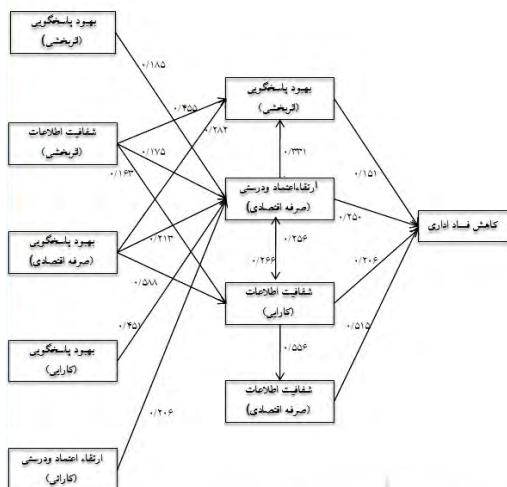 بهبود پاسخگویی
(اثربخشی)
۰/۱۸۵
شفافیت اطلاعات
(اثربخشی)
۰/۴۵۵
۰/۲۸۲
۰/۱۷۵
۰/۱۶۳
بهبود پاسخگویی
(صرفه اقتصادی)
۰/۲۱۳
۰/۵۸۸
بهبود پاسخگویی
(کارایی)
۰/۴۵۱
ارتقاء اعتماد ودرستی
(کارائی)
۰/۲۰۶
بهبود پاسخگویی
(اثربخشی)
۰/۳۳۱
ارتقاءاعتماد ودرستی
(صرفه اقتصادی)
۰/۲۵۶
۰/۲۶۶
شفافیت اطلاعات
(کارایی)
۰/۵۵۶
شفافیت اطلاعات
(صرفه اقتصادی)
۰/۱۵۱
۰/۲۵۰
۰/۲۰۶
۰/۵۱۵
کاهش فساد اداری